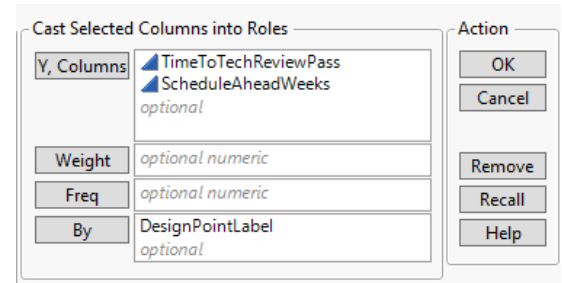 Cast Selected Columns into Roles
Action
Y, Columns
TimeToTechReviewPass
ScheduleAheadWeeks
optional
OK
Cancel
Weight
optional numeric
Remove
Freq
optional numeric
Recall
By
DesignPointLabel
optional
Help